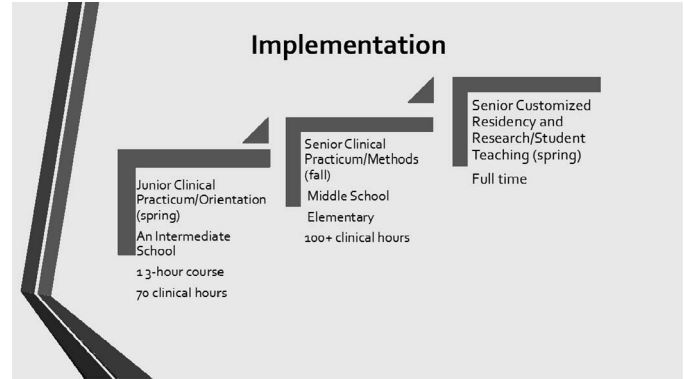 Implementation
Junior Clinical
Practicum/Orientation
(spring)
An Intermediate
School
1 3-hour course
70 clinical hours
Senior Clinical
Practicum/Methods
(fall)
Middle School
Elementary
100+ clinical hours
Senior Customized
Residency and
Research/Student
Teaching (spring)
Full time